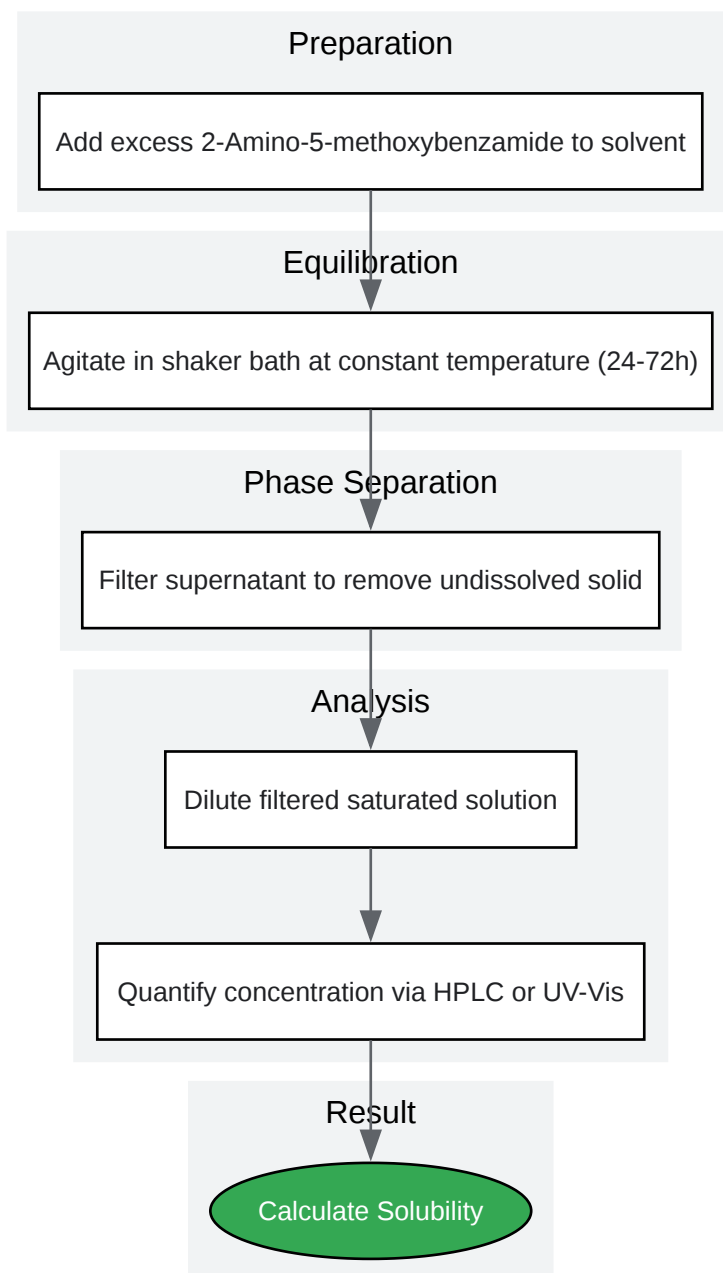 Preparation
Add excess 2-Amino-5-methoxybenzamide to solvent
Equilibration
Agitate in shaker bath at constant temperature (24-72h)
Phase Separation
Filter supernatant to remove undissolved solid
Analysis
Dilute filtered saturated solution
Quantify concentration via HPLC or UV-Vis
Result
Calculate Solubility